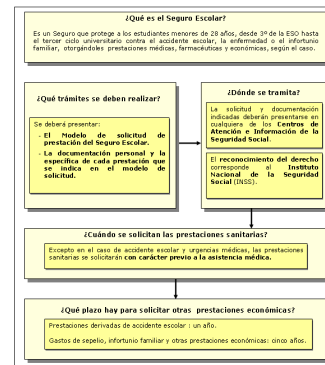 ¿Qué es el Seguro Escolar?
Es un Seguro que protege a los estudiantes menores de 28 años, desde 3º de la ESO hasta
el tercer ciclo universitario contra el accidente escolar, la enfermedad o el infortunio
familiar, otorgándoles prestaciones médicas, farmacéuticas y económicas, según el caso.
¿Qué trámites se deben realizar?
Se deberá presentar:
- El Modelo de solicitud de
prestación del Seguro Escolar.
- La documentación personal y la
específica de cada prestación que
se indica en el modelo de
solicitud.
¿Dónde se tramita?
La solicitud y documentación
indicadas deberán presentarse en
cualquiera de los Centros de
Atención e Información de la
Seguridad Social.
El reconocimiento del derecho
corresponde al Instituto
Nacional de la Seguridad
Social (INSS).
¿Cuándo se solicitan las prestaciones sanitarias?
Excepto en el caso de accidente escolar y urgencias médicas, las prestaciones
sanitarias se solicitarán con carácter previo a la asistencia médica.
¿Qué plazo hay para solicitar otras prestaciones económicas?
Prestaciones derivadas de accidente escolar : un año.
Gastos de sepelio, infortunio familiar y otras prestaciones económicas: cinco años.